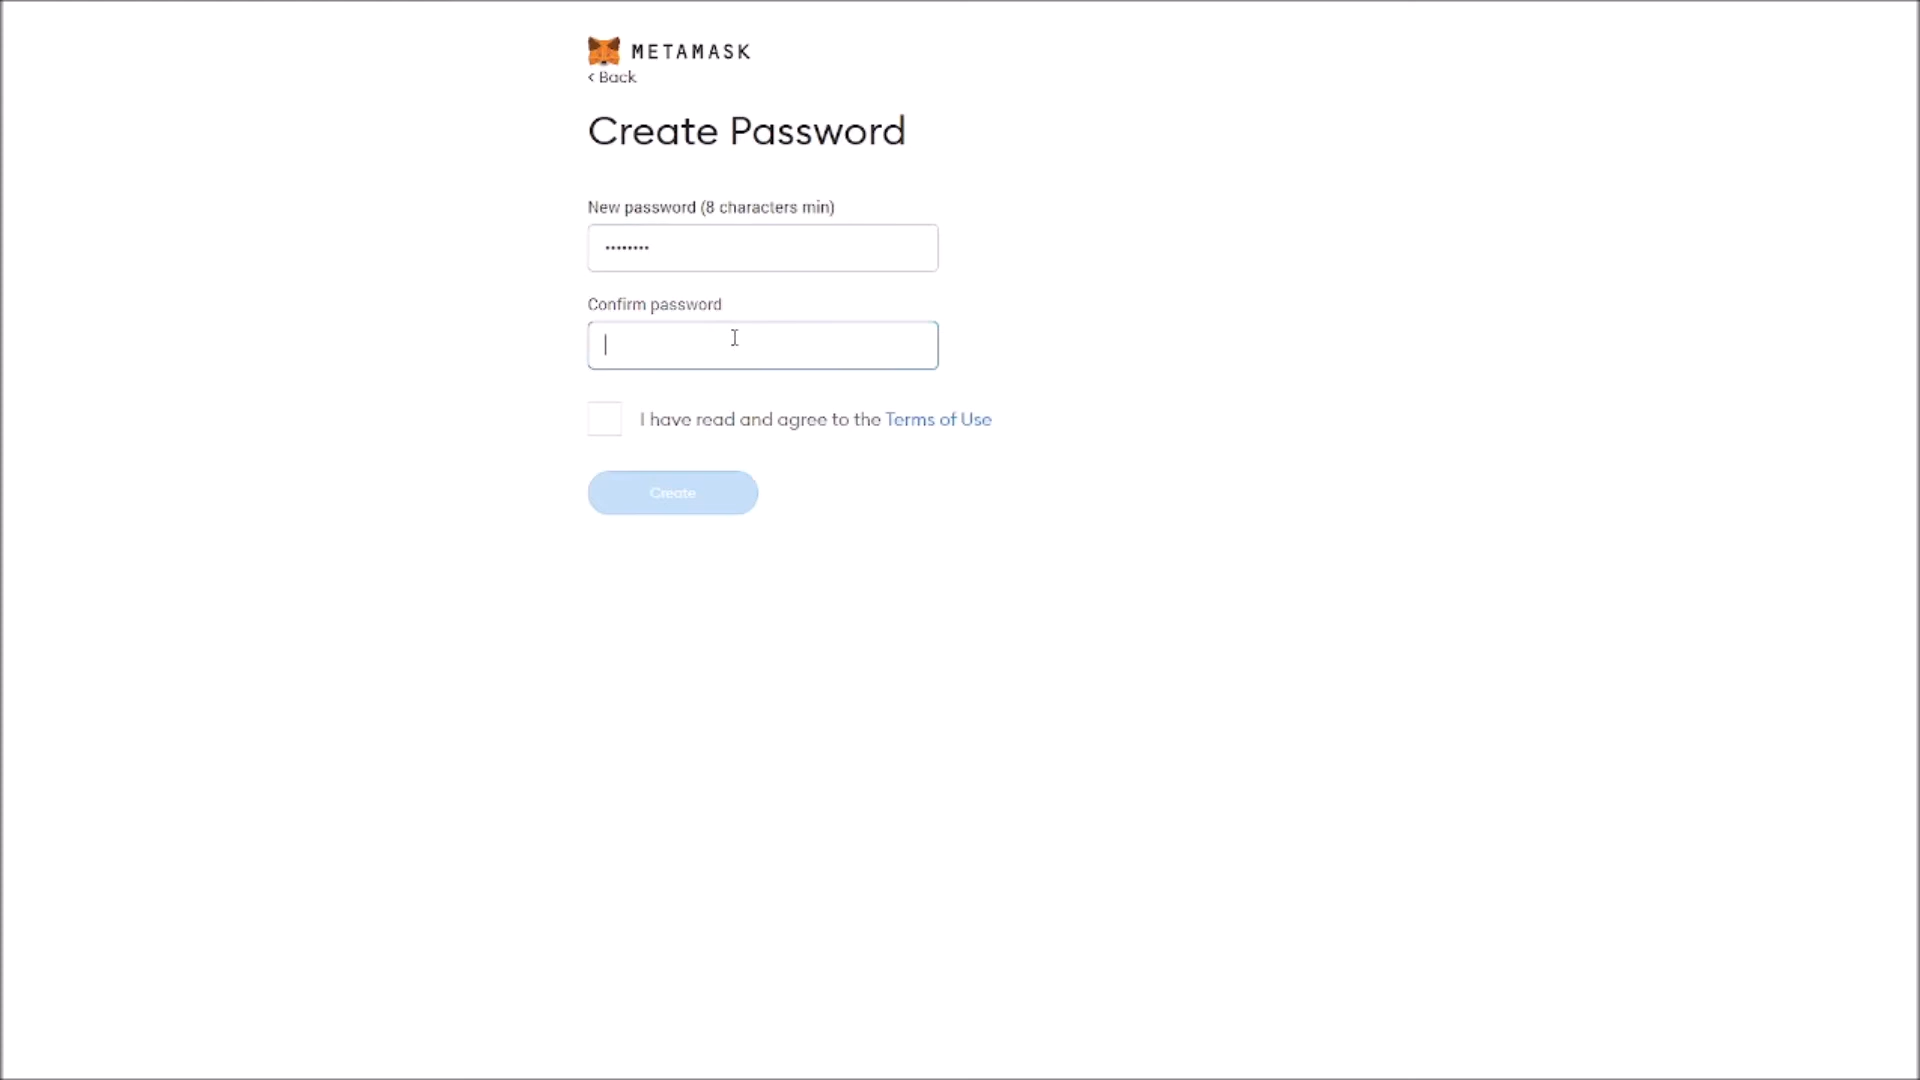 METAMASK
< Back
Create Password
New password (8 characters min)
••••••••
Confirm password
I have read and agree to the Terms of Use
Create